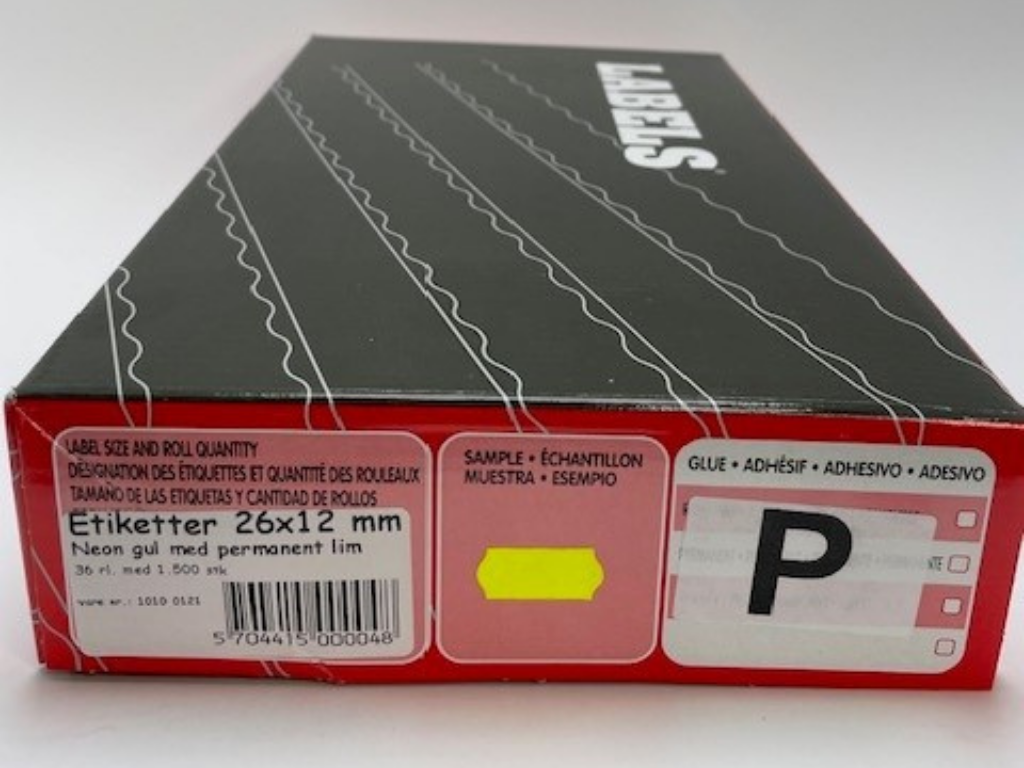 LABELS
LABEL SIZE AND ROLL QUANTITY
DÉSIGNATION DES ÉTIQUETTES ET QUANTITÉ DES ROULEAUX
TAMAÑO DE LAS ETIQUETAS Y CANTIDAD DE ROLLOS
Etiketter 26x12 mm
Neon gul med permanent lim
36 rl. med 1.500 stk
vare nr.: 1010 0121
5 704415 000048
SAMPLE • ÉCHANTILLON
MUESTRA • ESEMPIO
GLUE • ADHÉSIF • ADHESIVO • ADESIVO
P